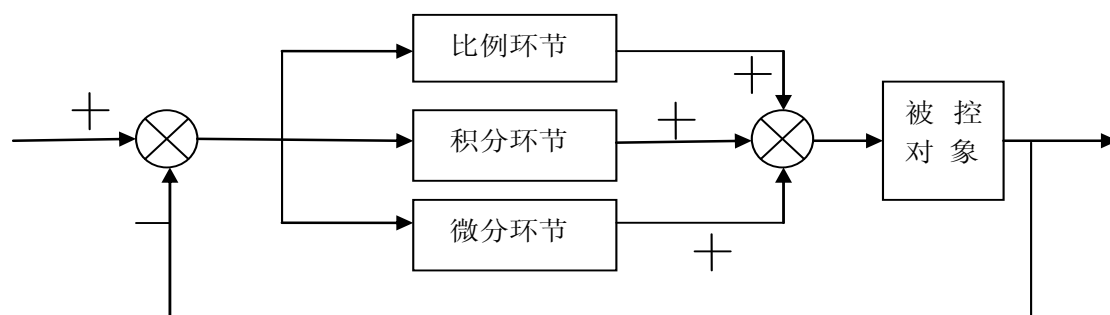 比例环节
积分环节
微分环节
被 控
对 象